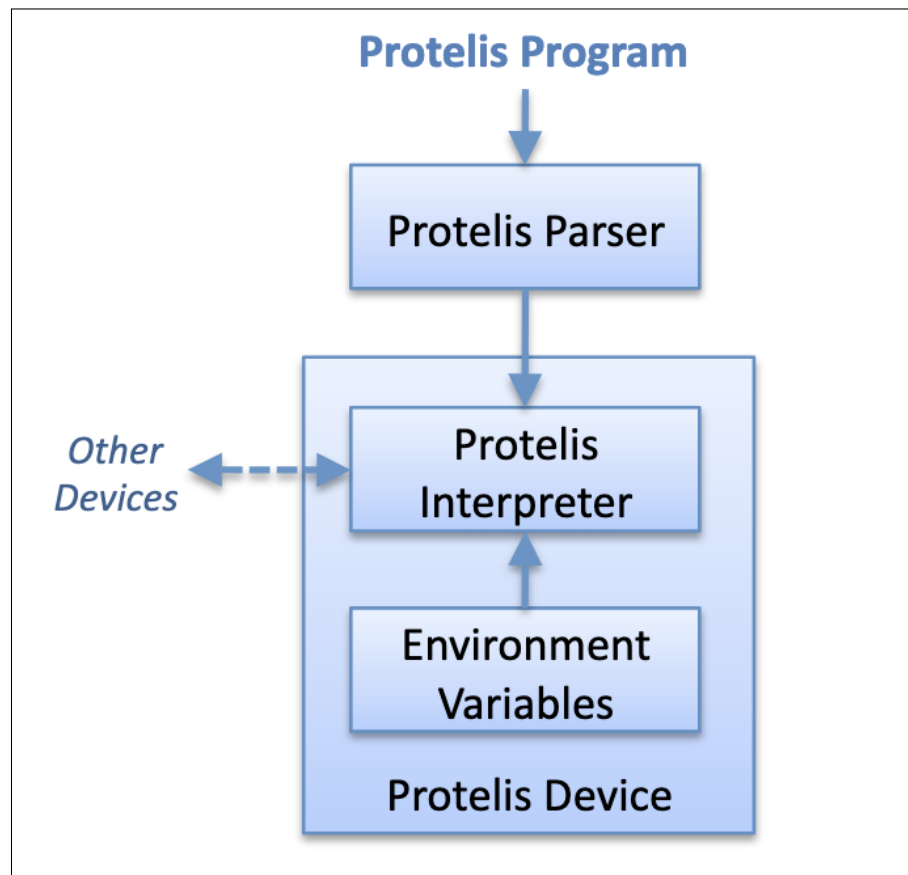 Protelis Program
Protelis Parser
Other
Devices
Protelis
Interpreter
Environment
Variables
Protelis Device